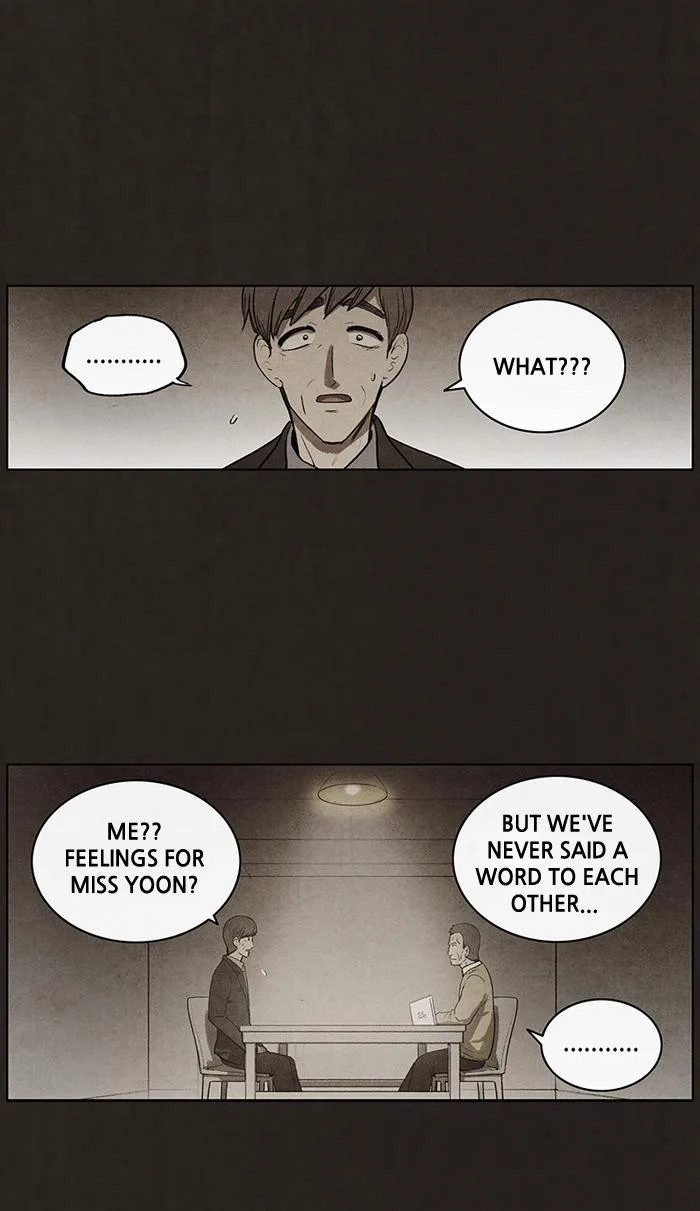 ...........
WHAT???
ME??
FEELINGS FOR
MISS YOON?
BUT WE'VE
NEVER SAID A
WORD TO EACH
OTHER...
...........